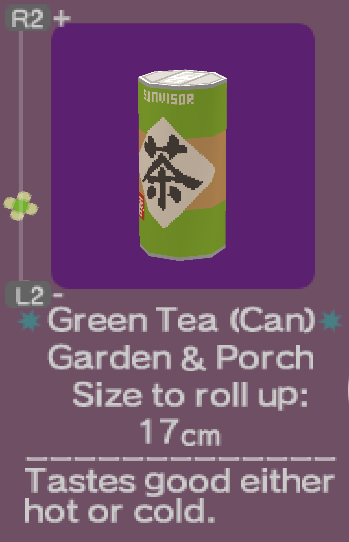 R2 +
SUNVISOR
茶
L2 -
Green Tea (Can)
Garden & Porch
Size to roll up:
17cm
Tastes good either
hot or cold.